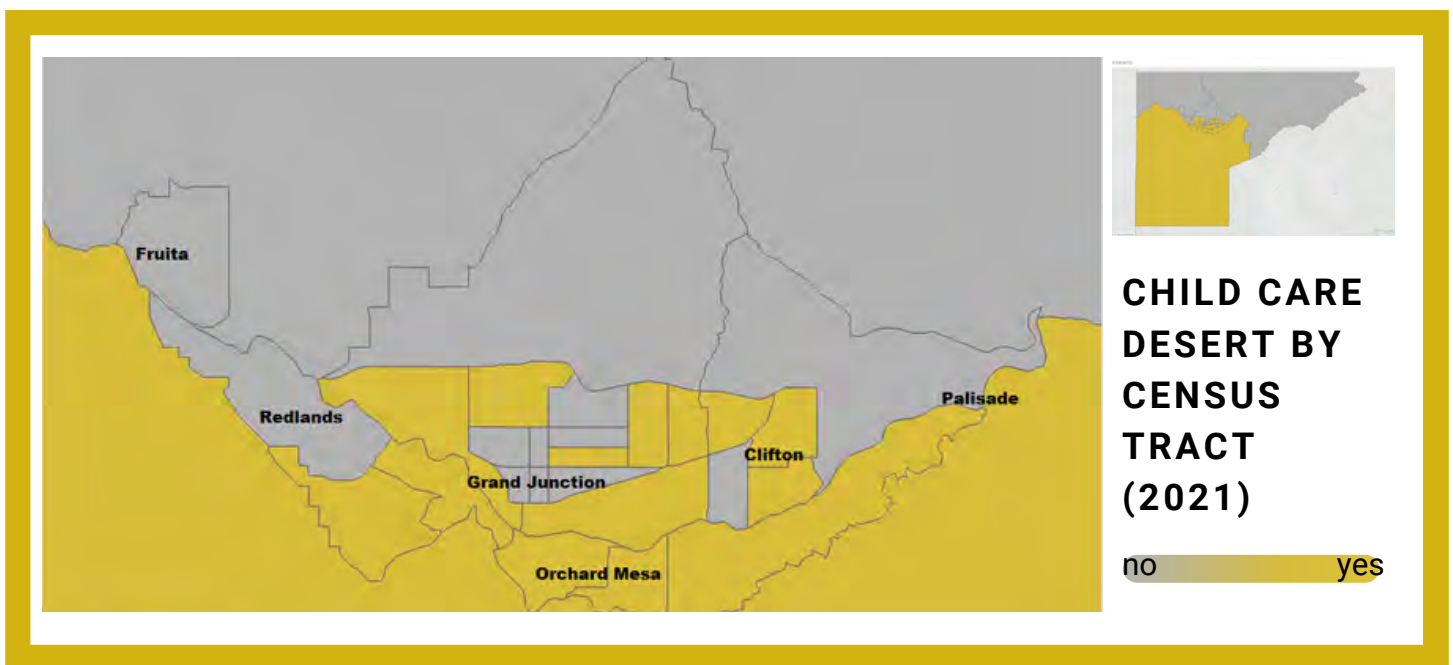 Fruita
Redlands
Palisade
Clifton
Grand Junction
Orchard Mesa
CHILD CARE
DESERT BY
CENSUS
TRACT
(2021)
no yes